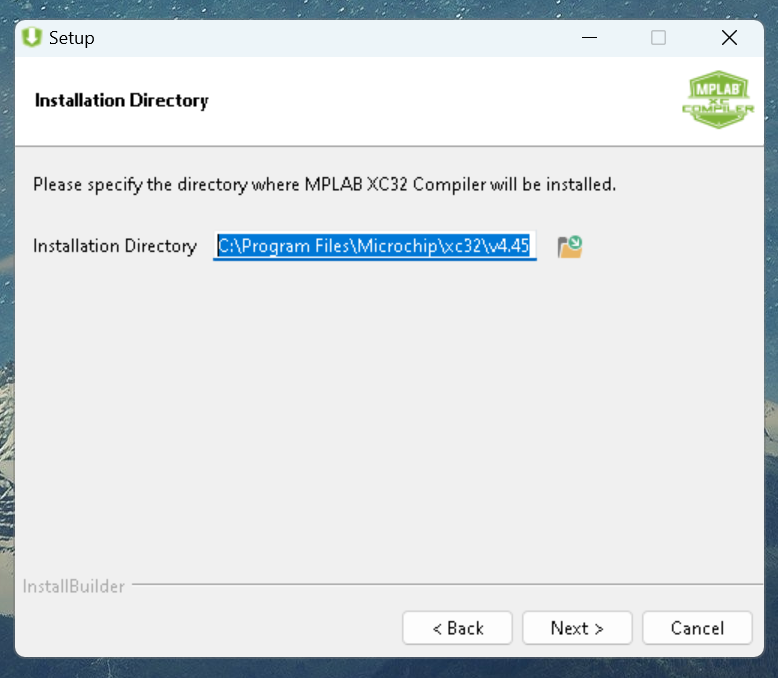 Setup
Installation Directory
MPLAB
XC
COMPILER
Please specify the directory where MPLAB XC32 Compiler will be installed.
Installation Directory C:\Program Files\Microchip\xc32\v4.45
InstallBuilder
< Back Next > Cancel